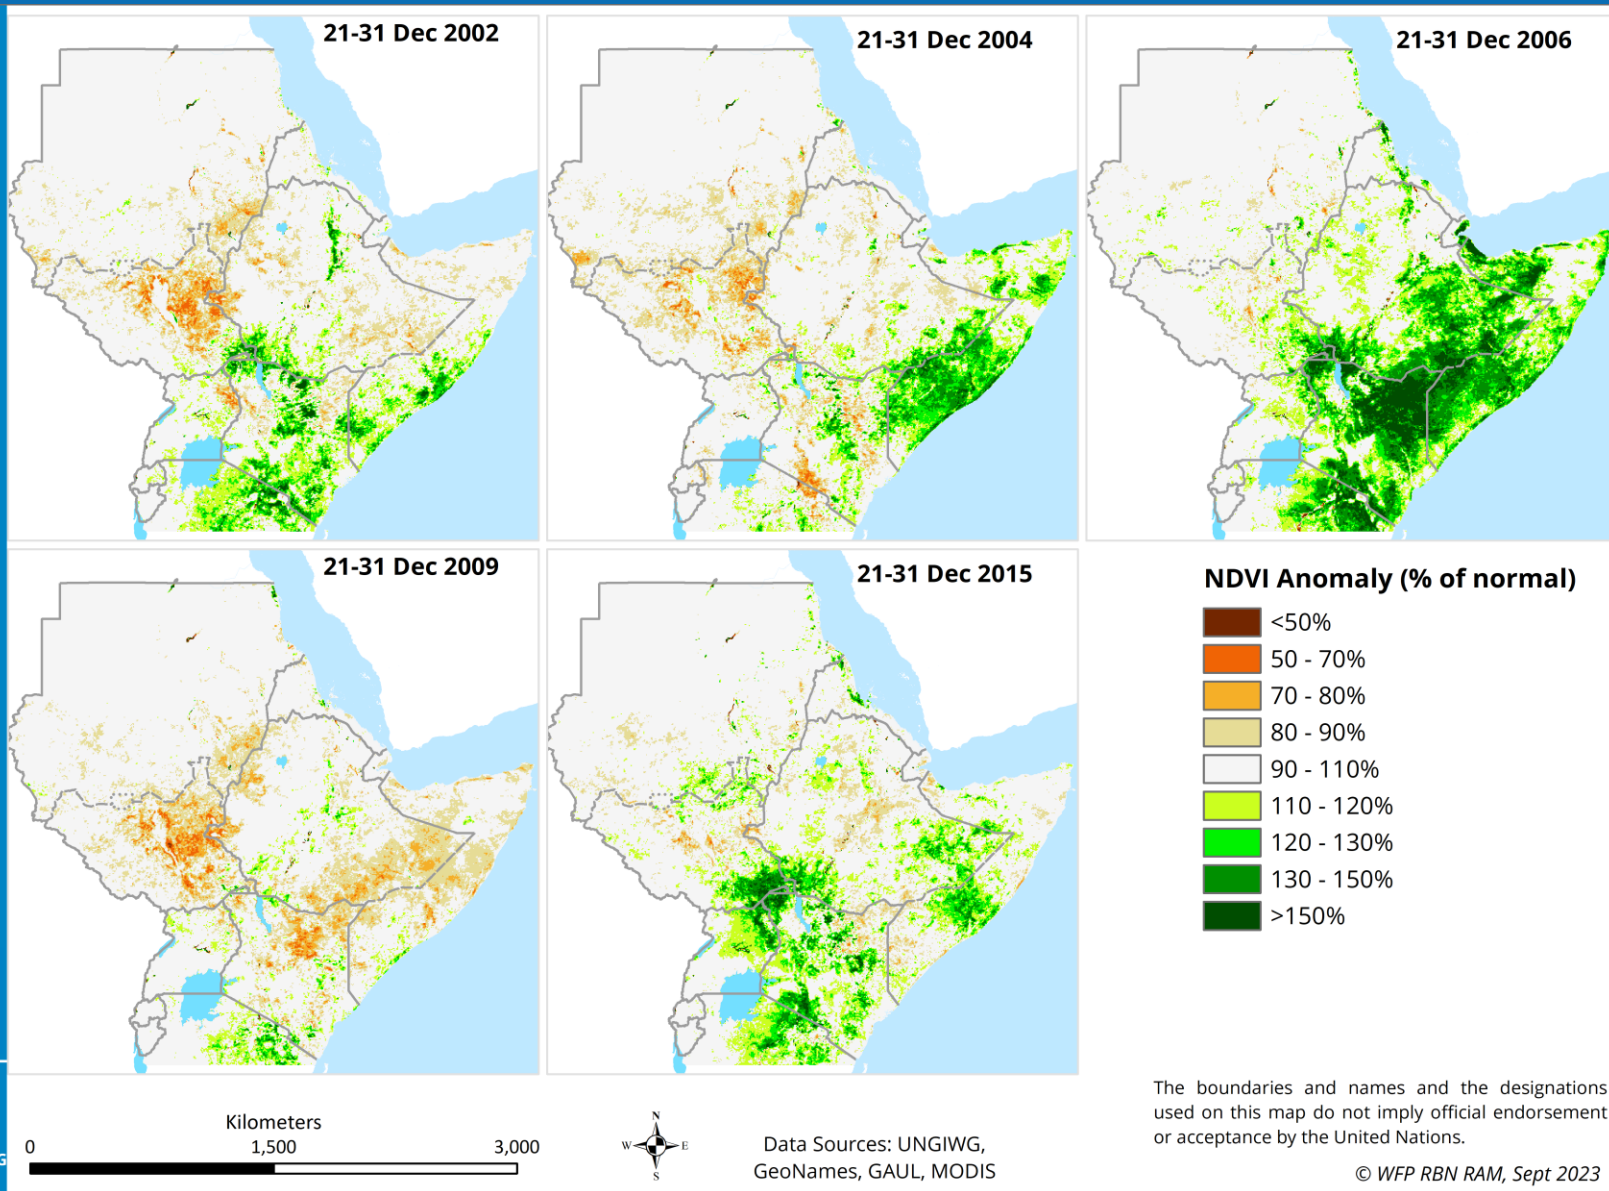 21-31 Dec 2002
21-31 Dec 2004
21-31 Dec 2006
21-31 Dec 2009
21-31 Dec 2015
NDVI Anomaly (% of normal)
<50%
50 - 70%
70 - 80%
80 - 90%
90 - 110%
110 - 120%
120 - 130%
130 - 150%
>150%
Kilometers
0 1,500 3,000
N
W E
S
Data Sources: UNGIWG,
GeoNames, GAUL, MODIS
The boundaries and names and the designations
used on this map do not imply official endorsement
or acceptance by the United Nations.
© WFP RBN RAM, Sept 2023
G